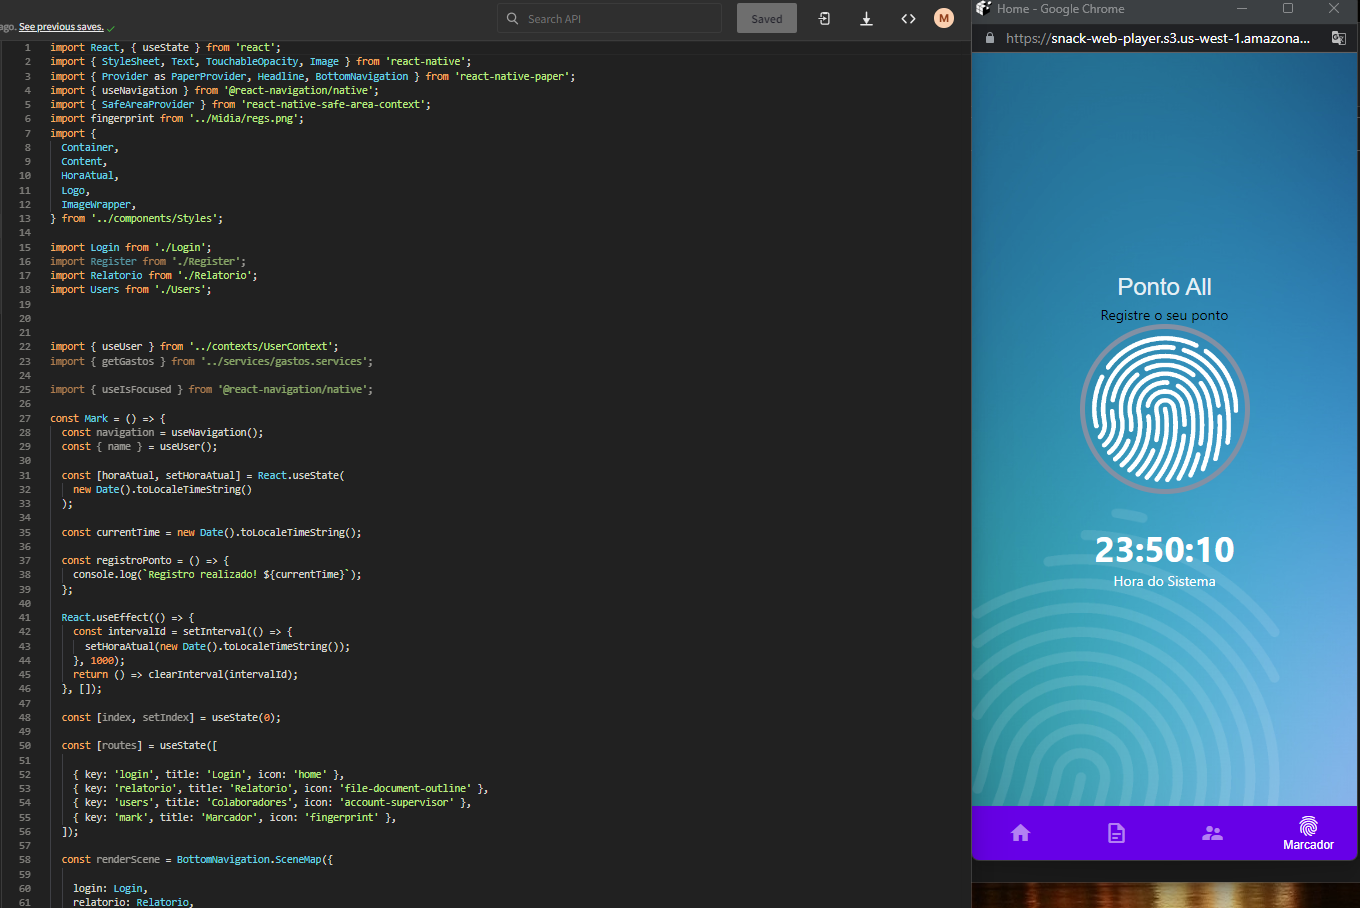 ago. See previous saves.
Search API
Saved
M
1 import React, { useState } from 'react';
2 import { StyleSheet, Text, TouchableOpacity, Image } from 'react-native';
3 import { Provider as PaperProvider, Headline, BottomNavigation } from 'react-native-paper';
4 import { useNavigation } from '@react-navigation/native';
5 import { SafeAreaProvider } from 'react-native-safe-area-context';
6 import fingerprint from '../Midia/regs.png';
7 import {
8 Container,
9 Content,
10 HoraAtual,
11 Logo,
12 ImageWrapper,
13 } from '../components/Styles';
14
15 import Login from './Login';
16 import Register from './Register';
17 import Relatorio from './Relatorio';
18 import Users from './Users';
19
20
21
22 import { useUser } from '../contexts/UserContext';
23 import { getGastos } from '../services/gastos.services';
24
25 import { useIsFocused } from '@react-navigation/native';
26
27 const Mark = () => {
28 const navigation = useNavigation();
29 const { name } = useUser();
30
31 const [horaAtual, setHoraAtual] = React.useState(
32 new Date().toLocaleTimeString()
33 );
34
35 const currentTime = new Date().toLocaleTimeString();
36
37 const registroPonto = () => {
38 console.log(`Registro realizado! ${currentTime}`);
39 };
40
41 React.useEffect(() => {
42 const intervalId = setInterval(() => {
43 setHoraAtual(new Date().toLocaleTimeString());
44 }, 1000);
45 return () => clearInterval(intervalId);
46 }, []);
47
48 const [index, setIndex] = useState(0);
49
50 const [routes] = useState([
51
52 { key: 'login', title: 'Login', icon: 'home' },
53 { key: 'relatorio', title: 'Relatorio', icon: 'file-document-outline' },
54 { key: 'users', title: 'Colaboradores', icon: 'account-supervisor' },
55 { key: 'mark', title: 'Marcador', icon: 'fingerprint' },
56 ]);
57
58 const renderScene = BottomNavigation.SceneMap({
59
60 login: Login,
61 relatorio: Relatorio,
Home - Google Chrome
https://snack-web-player.s3.us-west-1.amazona...
Ponto All
Registre o seu ponto
23:50:10
Hora do Sistema
Marcador